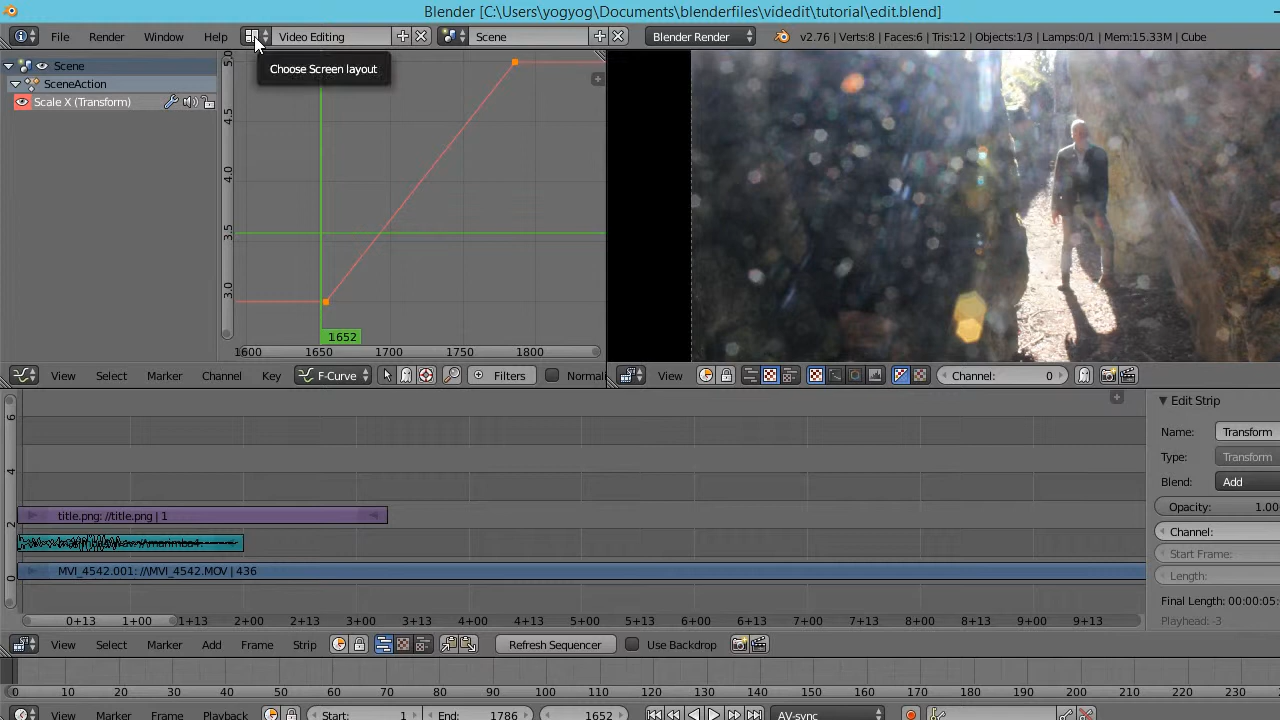 Blender [C:\Users\yogyog\Documents\blenderfiles\videdit\tutorial\edit.blend]
File Render Window Help Video Editing Scene Blender Render v2.76 | Verts:8 | Faces:6 | Tris:12 | Objects:1/3 | Lamps:0/1 | Mem:15.33M | Cube
Scene
Choose Screen layout
SceneAction
Scale X (Transform)
5.0
4.5
4.0
3.5
3.0
1652
1600 1650 1700 1750 1800
View Select Marker Channel Key F-Curve Filters Normali
View Channel: 0
6
4
2
0
title.png: //title.png | 1
MVI_4542.001: //\MVI_4542.MOV | 436
0+13 1+00 1+13 2+00 2+13 3+00 3+13 4+00 4+13 5+00 5+13 6+00 6+13 7+00 7+13 8+00 8+13 9+00 9+13
Edit Strip
Name: Transform
Type: Transform
Blend: Add
Opacity: 1.00
Channel:
Start Frame:
Length:
Final Length: 00:00:05:
Playhead: -3
View Select Marker Add Frame Strip Refresh Sequencer Use Backdrop
0 10 20 30 40 50 60 70 80 90 100 110 120 130 140 150 160 170 180 190 200 210 220 230
View Marker Frame Playback Start: 1 End: 1786 1652 AV-sync